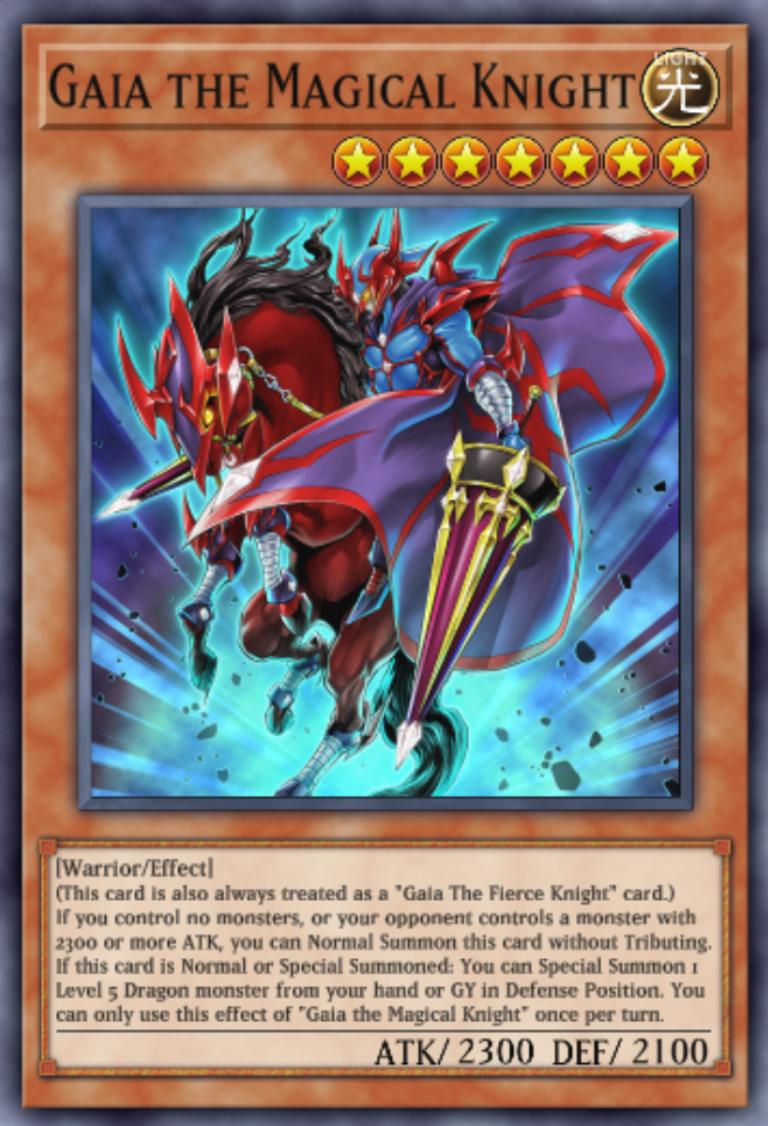 Gaia the Magical Knight
LIGHT
光
[Warrior/Effect]
(This card is also always treated as a "Gaia The Fierce Knight" card.)
If you control no monsters, or your opponent controls a monster with
2300 or more ATK, you can Normal Summon this card without Tributing.
If this card is Normal or Special Summoned: You can Special Summon 1
Level 5 Dragon monster from your hand or GY in Defense Position. You
can only use this effect of "Gaia the Magical Knight" once per turn.
ATK/ 2300 DEF/ 2100